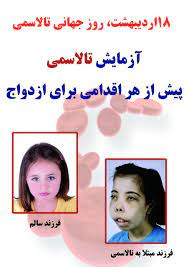 ۱۸اردیبهشت، روز جهانی تالاسمی
آزمایش تالاسمی
پیش از هر اقدامی برای ازدواج
فرزند سالم
فرزند مبتلا به تالاسمی